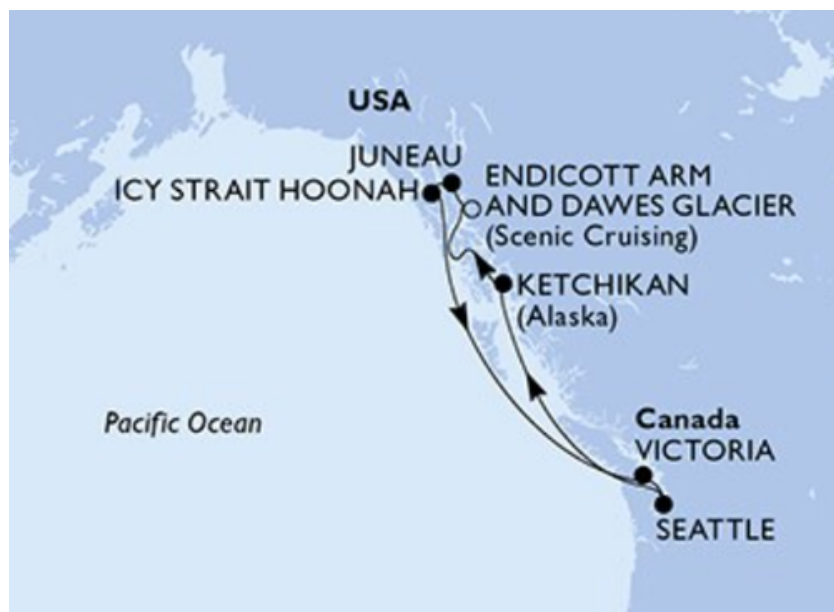 USA
JUNEAU
ICY STRAIT HOONAH
ENDICOTT ARM
AND DAWES GLACIER
(Scenic Cruising)
KETCHIKAN
(Alaska)
Pacific Ocean
Canada
VICTORIA
SEATTLE